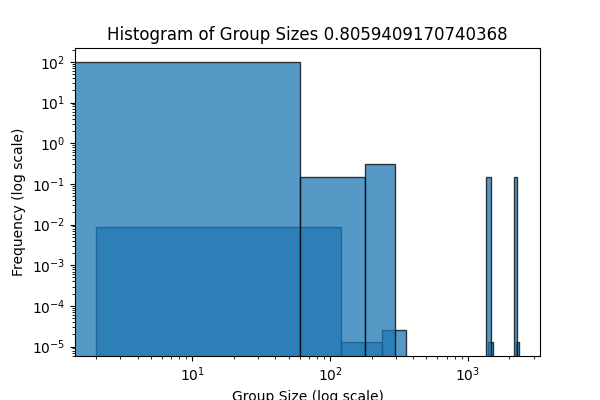 Histogram of Group Sizes 0.8059409170740368
Frequency (log scale)
10²
10¹
10⁰
10⁻¹
10⁻²
10⁻³
10⁻⁴
10⁻⁵
10¹ 10² 10³
Group Size (log scale)